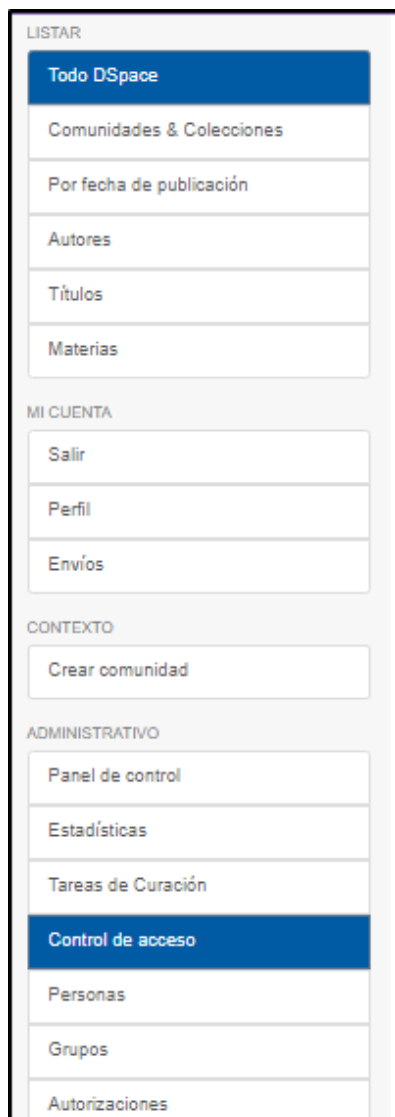 LISTAR
Todo DSpace
Comunidades & Colecciones
Por fecha de publicación
Autores
Títulos
Materias
MI CUENTA
Salir
Perfil
Envíos
CONTEXTO
Crear comunidad
ADMINISTRATIVO
Panel de control
Estadísticas
Tareas de Curación
Control de acceso
Personas
Grupos
Autorizaciones